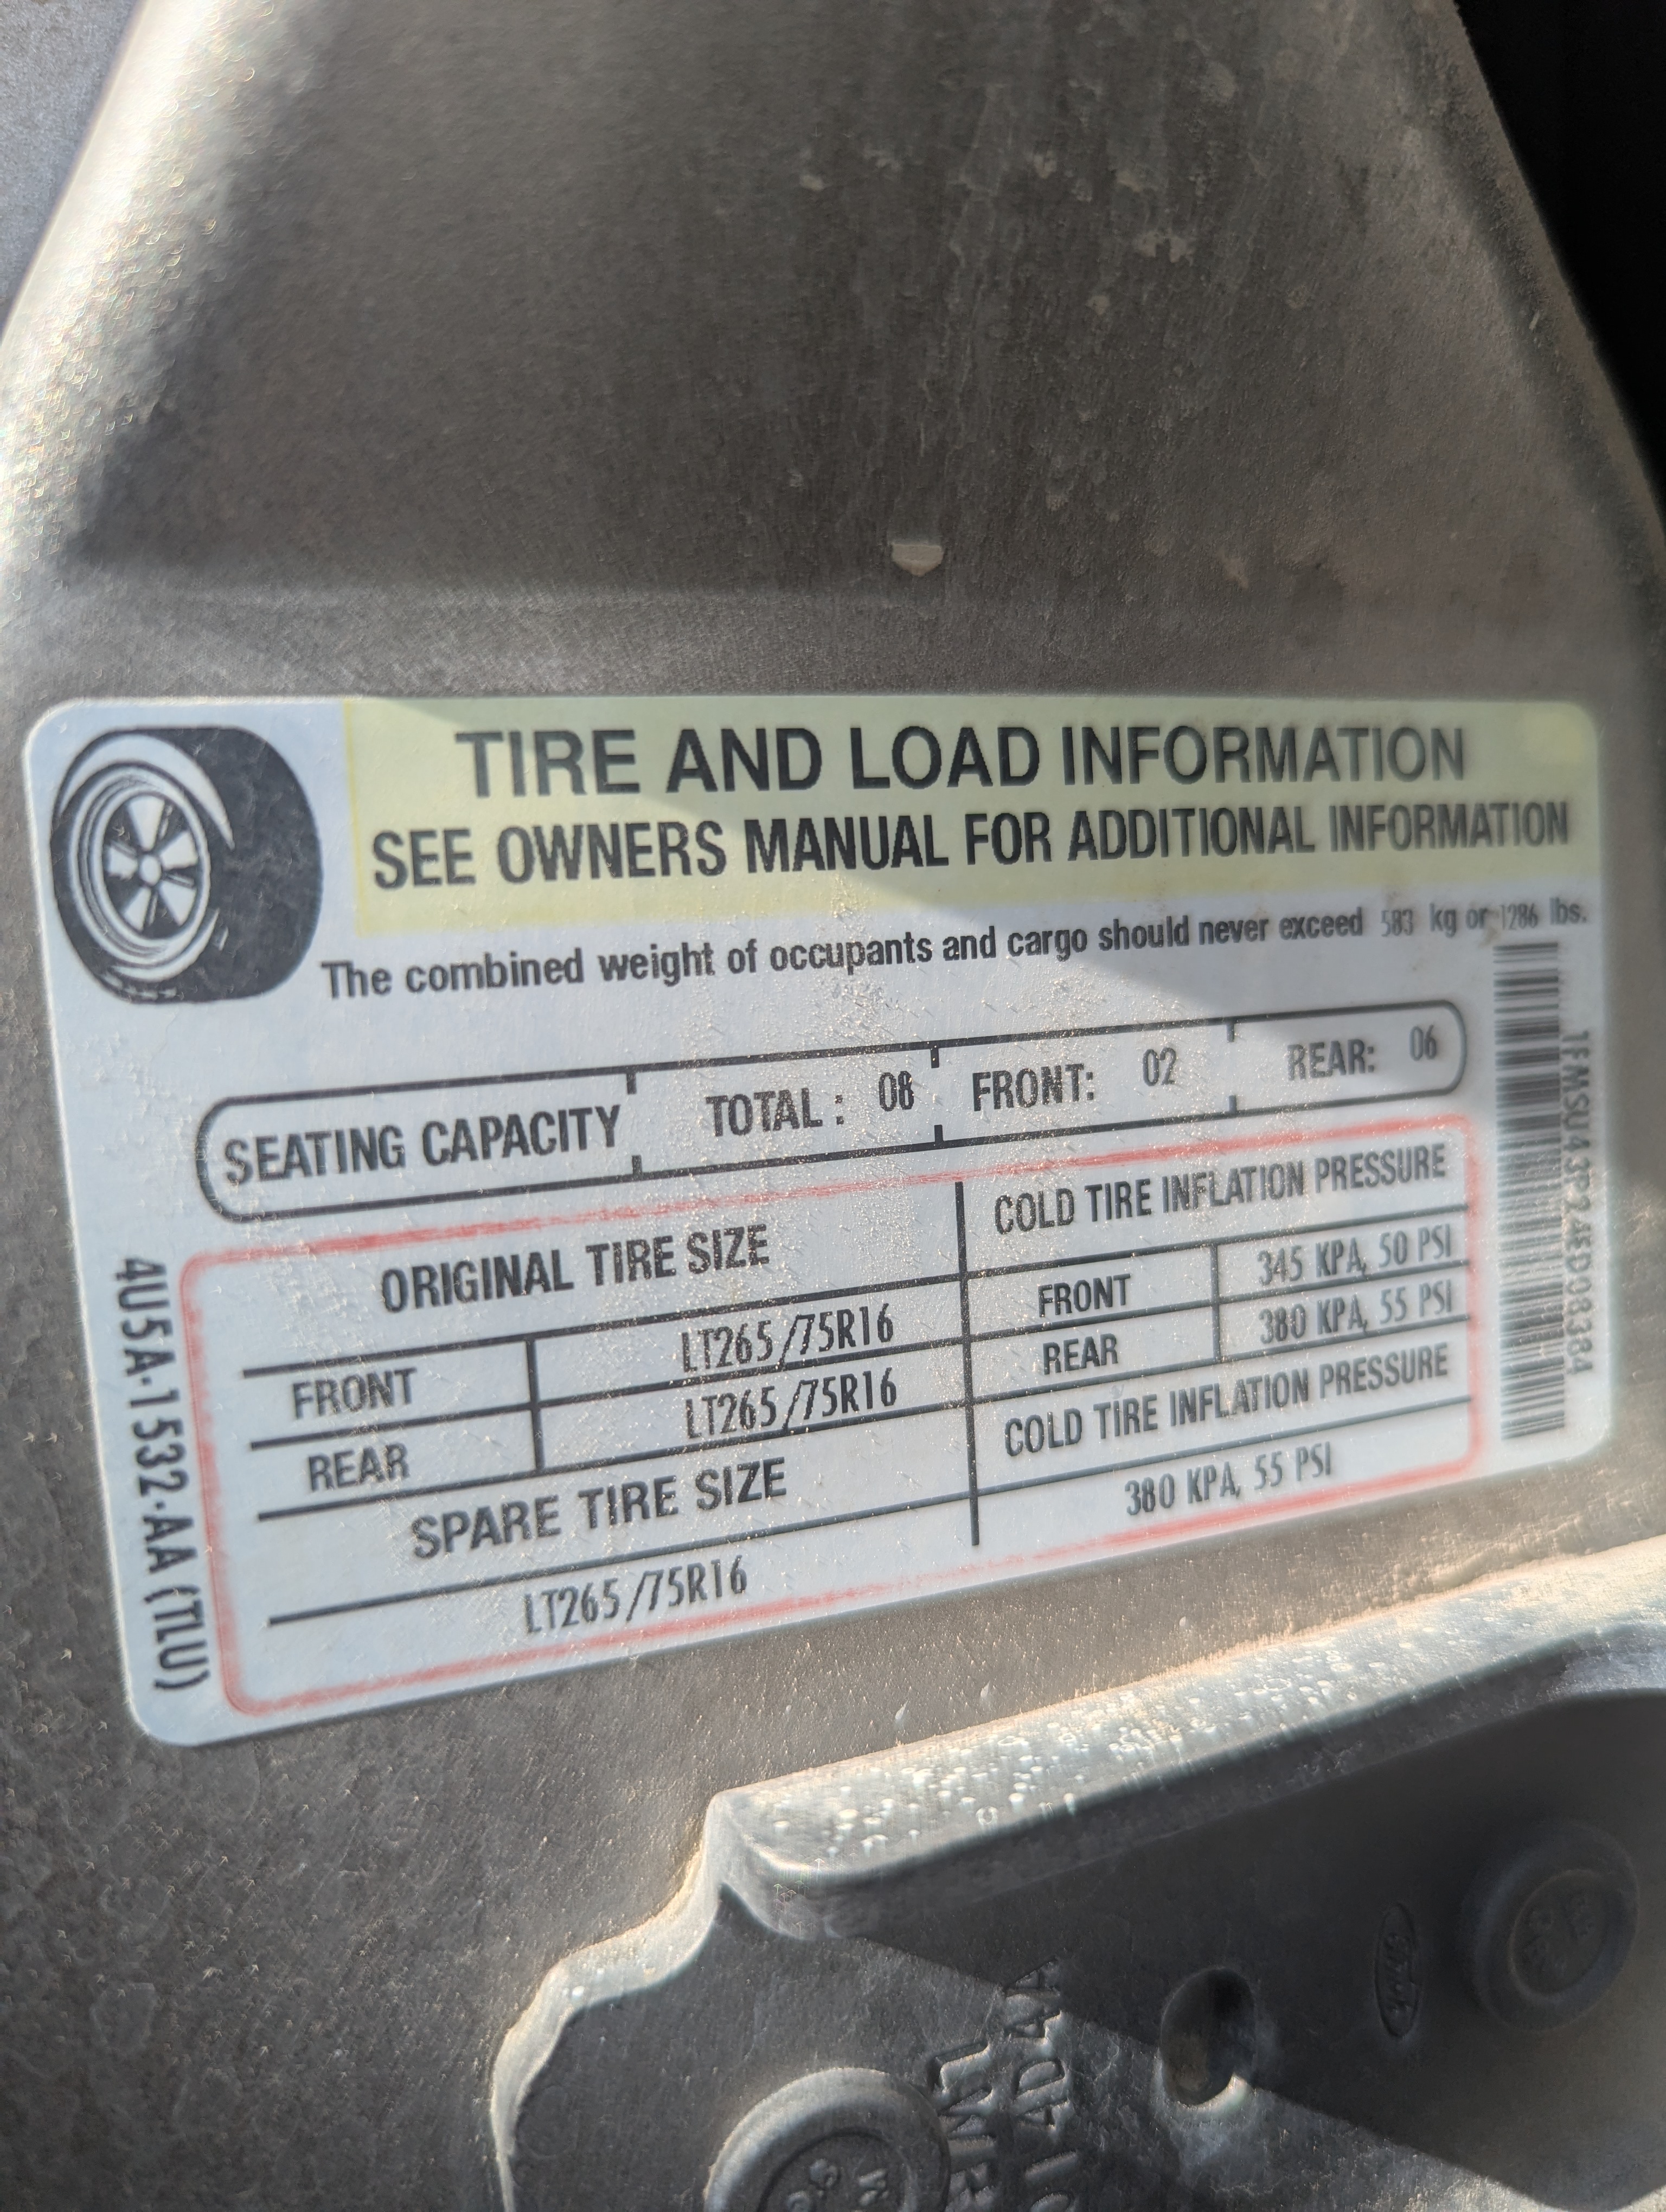 TIRE AND LOAD INFORMATION
SEE OWNERS MANUAL FOR ADDITIONAL INFORMATION
The combined weight of occupants and cargo should never exceed 583 kg or 1286 lbs.
SEATING CAPACITY TOTAL : 08 FRONT: 02 REAR: 06
ORIGINAL TIRE SIZE
FRONT LT265/75R16
REAR LT265/75R16
SPARE TIRE SIZE
LT265/75R16
COLD TIRE INFLATION PRESSURE
FRONT 345 KPA, 50 PSI
REAR 380 KPA, 55 PSI
COLD TIRE INFLATION PRESSURE
380 KPA, 55 PSI
4U5A-1532-AA (TLU)
1FMSU43P24ED08384
Ford